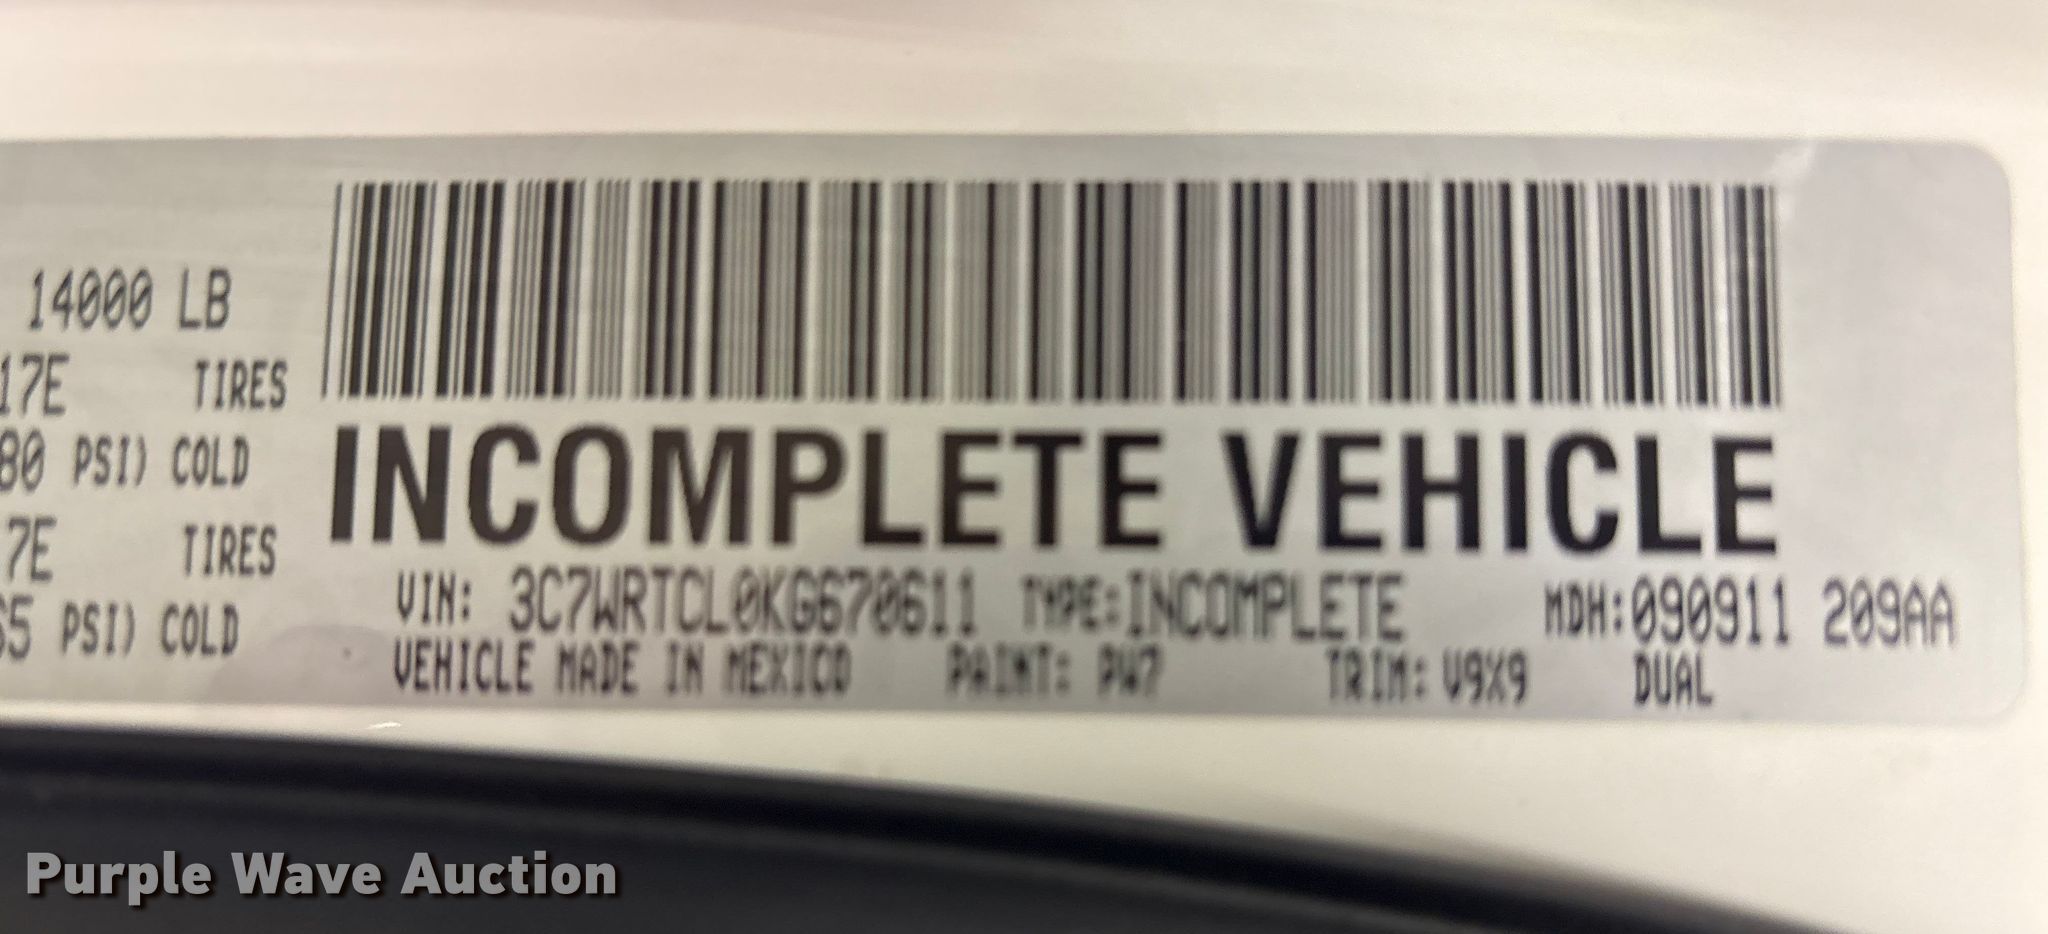 14000 LB
17E TIRES
80 PSI) COLD
7E TIRES
65 PSI) COLD
INCOMPLETE VEHICLE
VIN: 3C7WRTCL0KG670611 TYPE:INCOMPLETE MDH:090911 209AA
VEHICLE MADE IN MEXICO PAINT: PW7 TRIM: V9X9 DUAL
Purple Wave Auction